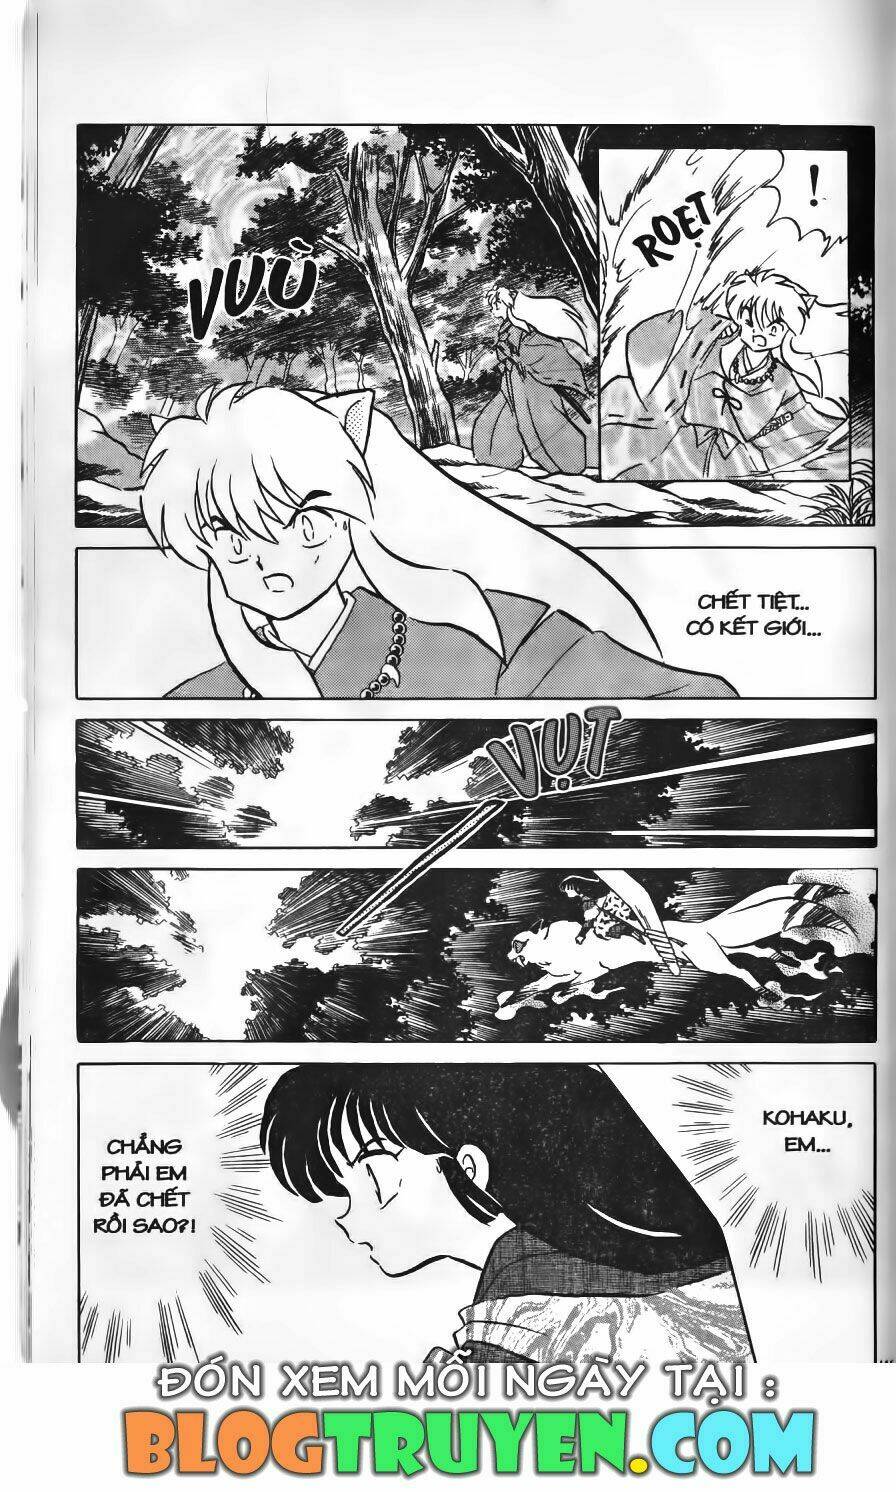 !
ROẸT
VUÙ
CHẾT TIỆT...
CÓ KẾT GIỚI...
VỤT
KOHAKU,
EM...
CHẲNG
PHẢI EM
ĐÃ CHẾT
RỒI SAO?!
ĐÓN XEM MỖI NGÀY TẠI :
BLOGTRUYEN.COM